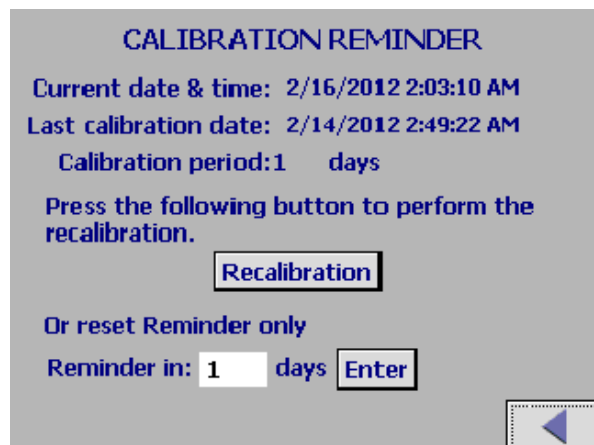 CALIBRATION REMINDER
Current date & time: 2/16/2012 2:03:10 AM
Last calibration date: 2/14/2012 2:49:22 AM
Calibration period:1 days
Press the following button to perform the
recalibration.
Recalibration
Or reset Reminder only
Reminder in: 1 days Enter